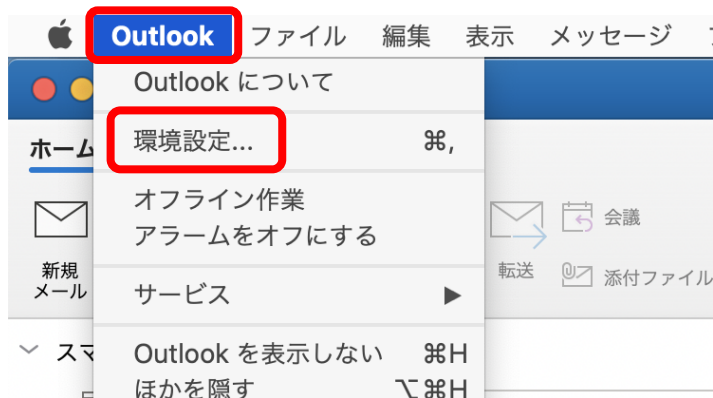 Outlook ファイル 編集 表示 メッセージ
Outlook について
環境設定... ⌘,
ホーム
オフライン作業
アラームをオフにする
会議
新規
メール
転送
添付ファイル
サービス ▶
スマ
Outlook を表示しない ⌘H
ほかを隠す ⌥⌘H